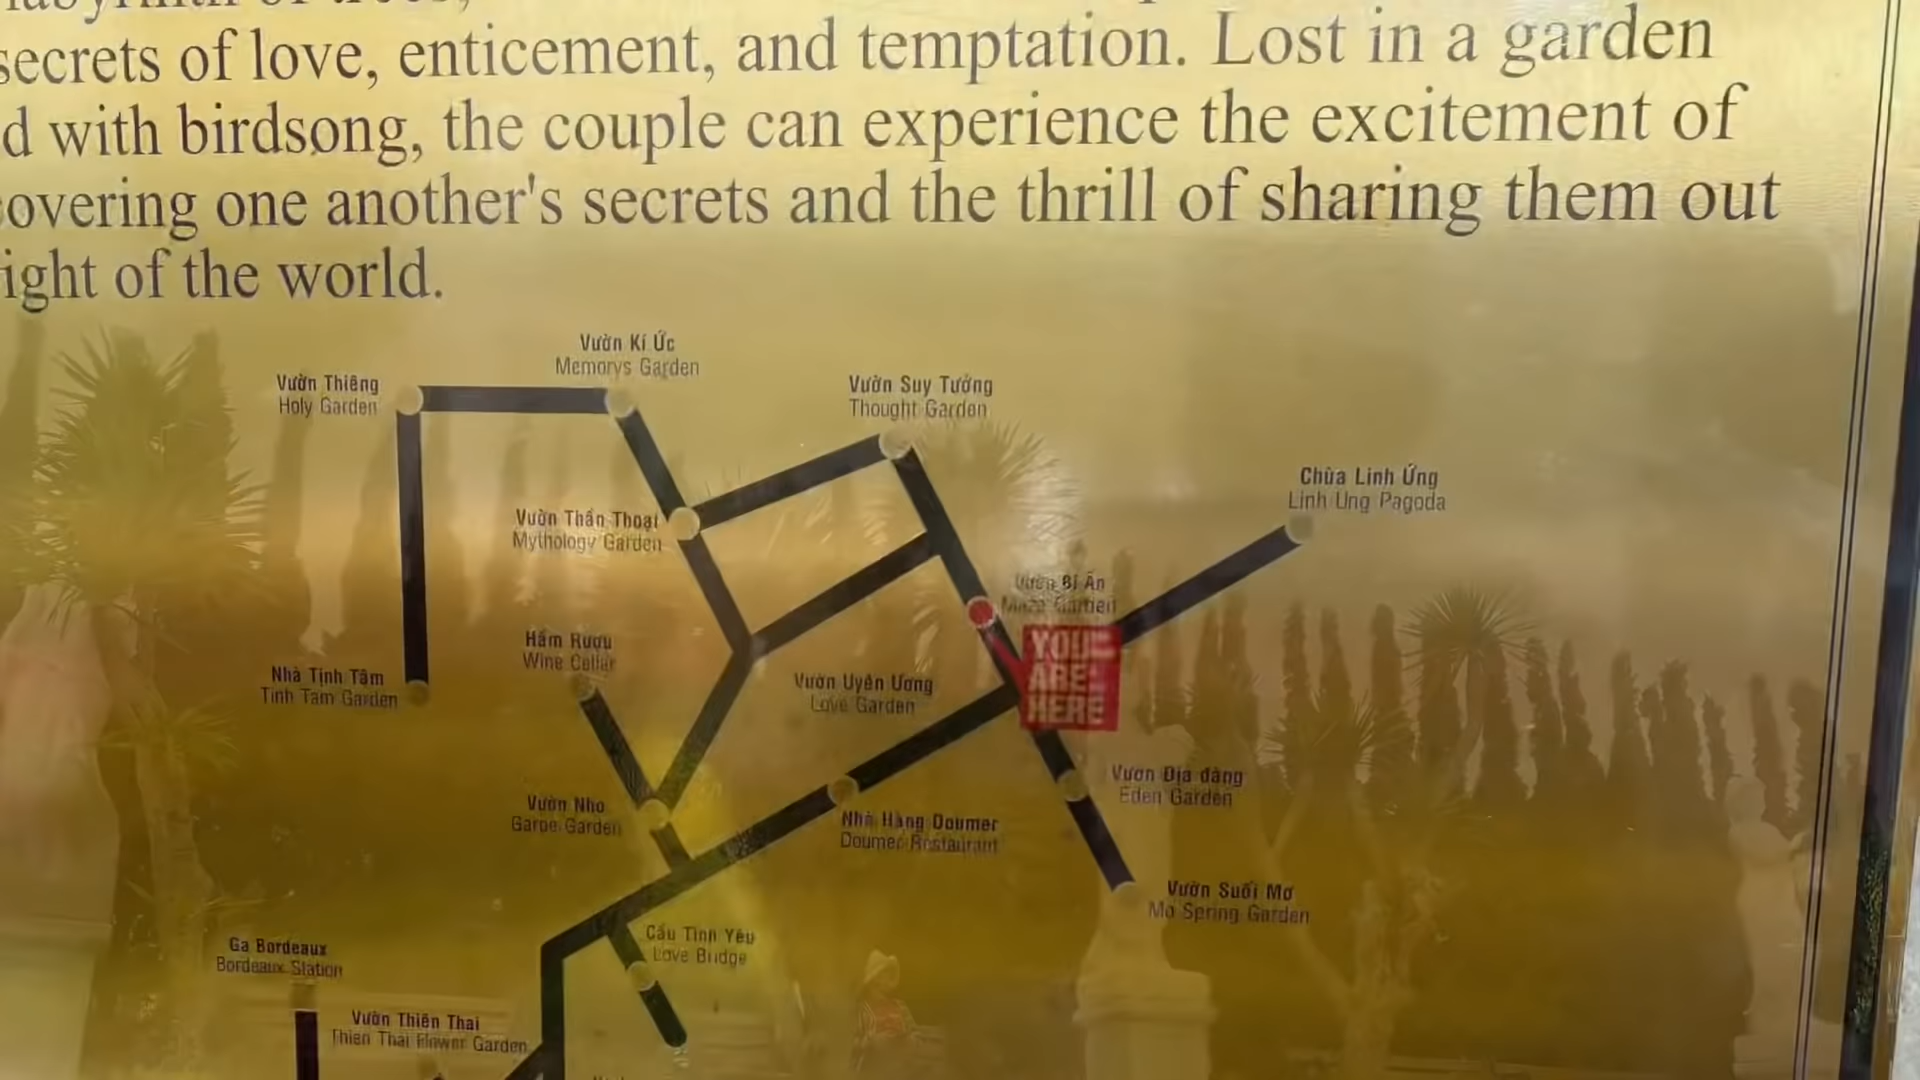 secrets of love, enticement, and temptation. Lost in a garden
d with birdsong, the couple can experience the excitement of
overing one another's secrets and the thrill of sharing them out
ight of the world.
Vườn Kí Ức
Memorys Garden
Vườn Thiêng
Holy Garden
Vườn Suy Tưởng
Thought Garden
Chùa Linh Ứng
Linh Ung Pagoda
Vườn Thần Thoại
Mythology Garden
Vườn Bí Ẩn
Maze Garden
YOU
ARE
HERE
Hầm Rượu
Wine Cellar
Nhà Tịnh Tâm
Tinh Tam Garden
Vườn Uyên Ương
Love Garden
Vườn Địa đàng
Eden Garden
Vườn Nho
Garpe Garden
Nhà Hàng Doumer
Doumer Restaurant
Vườn Suối Mơ
Mo Spring Garden
Cầu Tình Yêu
Love Bridge
Ga Bordeaux
Bordeaux Station
Vườn Thiên Thai
Thien Thai Flower Garden